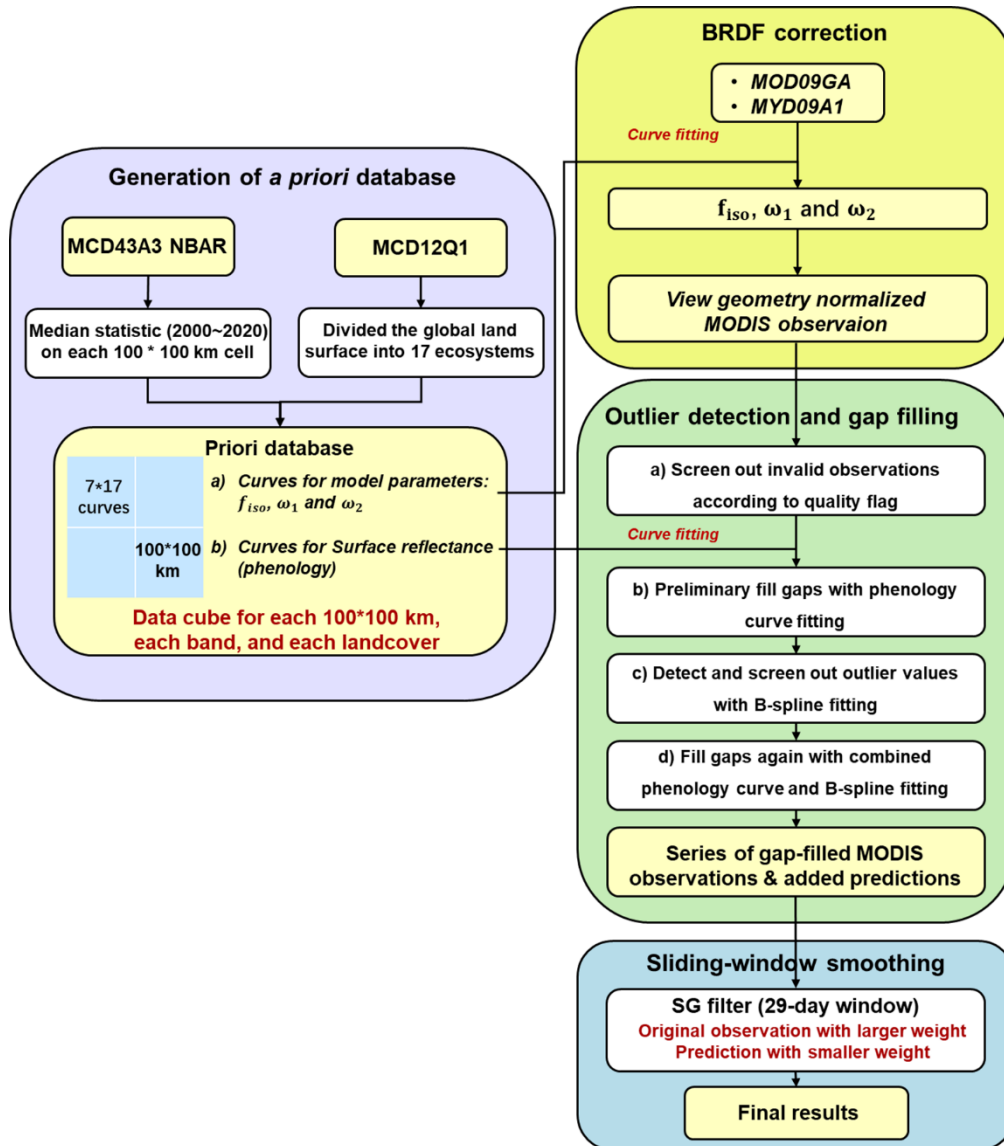 BRDF correction
• MOD09GA
• MYD09A1
Curve fitting
f_iso, ω₁ and ω₂
View geometry normalized
MODIS observaion
Generation of a priori database
MCD43A3 NBAR
MCD12Q1
Median statistic (2000~2020)
on each 100 * 100 km cell
Divided the global land
surface into 17 ecosystems
Priori database
7*17
curves
100*100
km
a) Curves for model parameters:
f_iso, ω₁ and ω₂
b) Curves for Surface reflectance
(phenology)
Data cube for each 100*100 km,
each band, and each landcover
Outlier detection and gap filling
a) Screen out invalid observations
according to quality flag
Curve fitting
b) Preliminary fill gaps with phenology
curve fitting
c) Detect and screen out outlier values
with B-spline fitting
d) Fill gaps again with combined
phenology curve and B-spline fitting
Series of gap-filled MODIS
observations & added predictions
Sliding-window smoothing
SG filter (29-day window)
Original observation with larger weight
Prediction with smaller weight
Final results